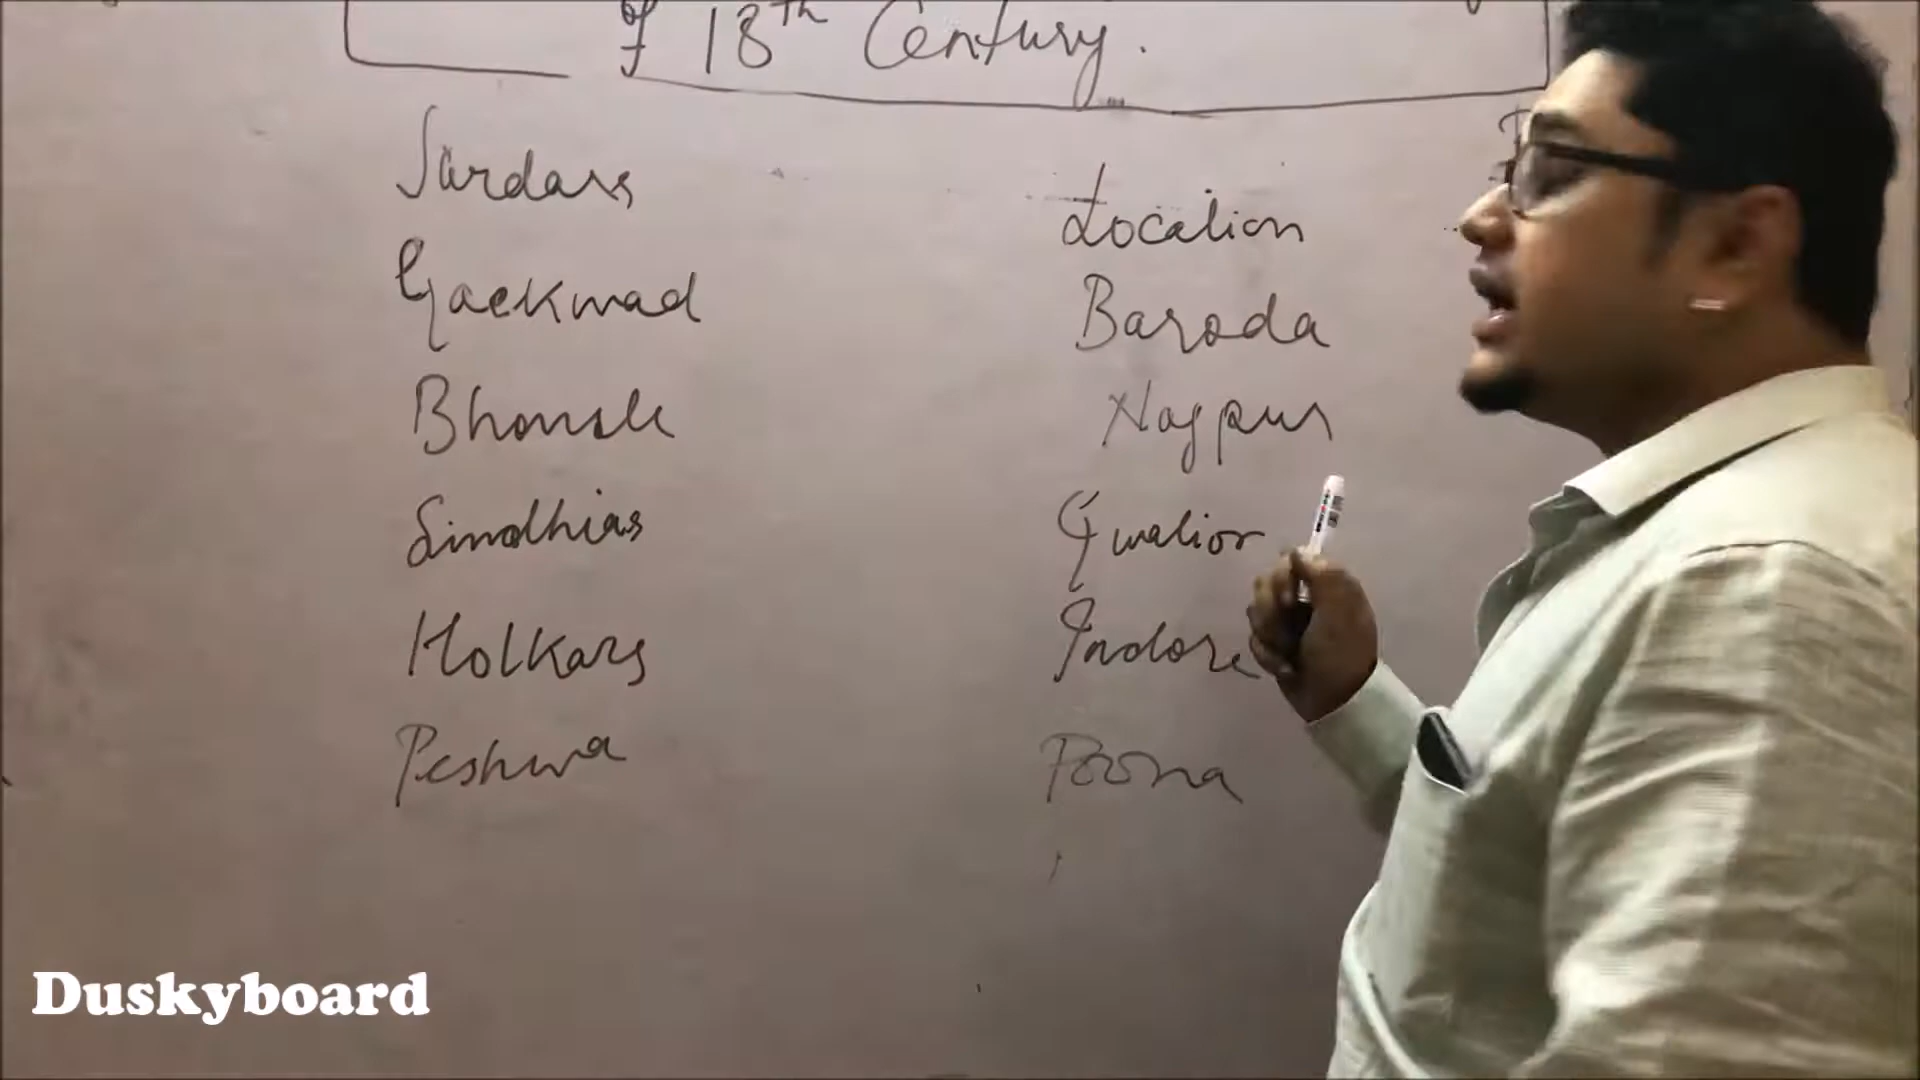 of 18th Century.
Sardars Location
Gaekwad Baroda
Bhonsle Nagpur
Sindhias Gwalior
Holkars Indore
Peshwa Poona
Duskyboard